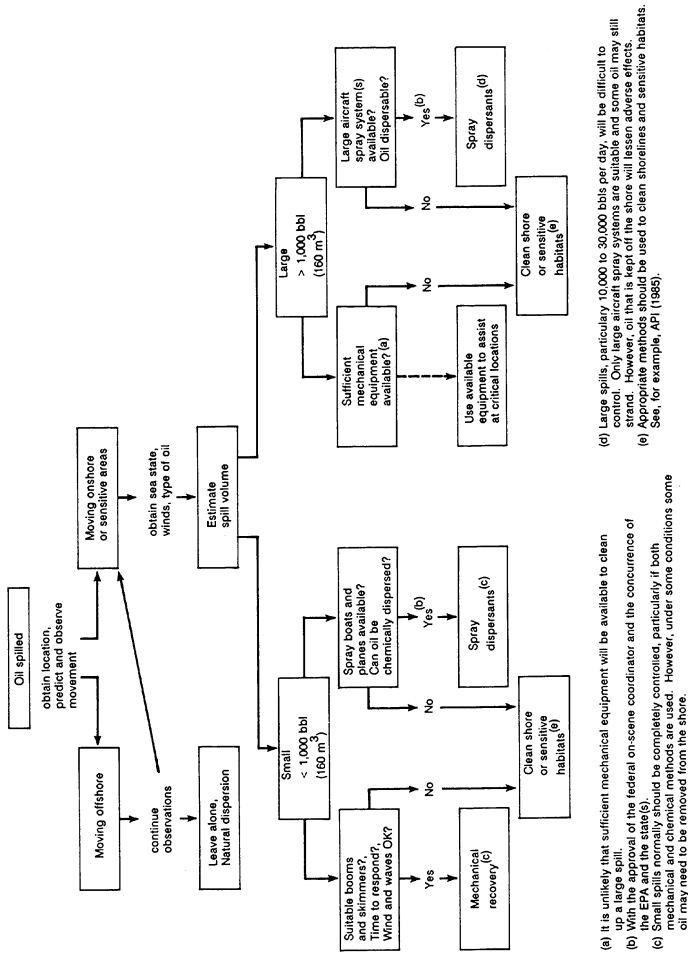 Oil spilled
obtain location,
predict and observe
movement
Moving offshore
Moving onshore
or sensitive areas
continue
observations
Leave alone,
Natural dispersion
obtain sea state,
winds, type of oil
Estimate
spill volume
Small
< 1,000 bbl
(160 m3)
Large
> 1,000 bbl
(160 m3)
Suitable booms
and skimmers?,
Time to respond?,
Wind and waves OK?
Spray boats and
planes available?
Can oil be
chemically dispersed?
Sufficient
mechanical
equipment
available?(a)
Large aircraft
spray system(s)
available?
Oil dispersable?
Yes
No
No
Yes(b)
No
No
Yes(b)
Mechanical
recovery(c)
Spray
dispersants(c)
Use available
equipment to assist
at critical locations
Spray
dispersants(d)
Clean shore
or sensitive
habitats(e)
Clean shore
or sensitive
habitats(e)
(a) It is unlikely that sufficient mechanical equipment will be available to clean
up a large spill.
(b) With the approval of the federal on-scene coordinator and the concurrence of
the EPA and the state(s).
(c) Small spills normally should be completely controlled, particularly if both
mechanical and chemical methods are used. However, under some conditions some
oil may need to be removed from the shore.
(d) Large spills, particulary 10,000 to 30,000 bbls per day, will be difficult to
control. Only large aircraft spray systems are suitable and some oil may still
strand. However, oil that is kept off the shore will lessen adverse effects.
(e) Appropriate methods should be used to clean shorelines and sensitive habitats.
See, for example, API (1985).